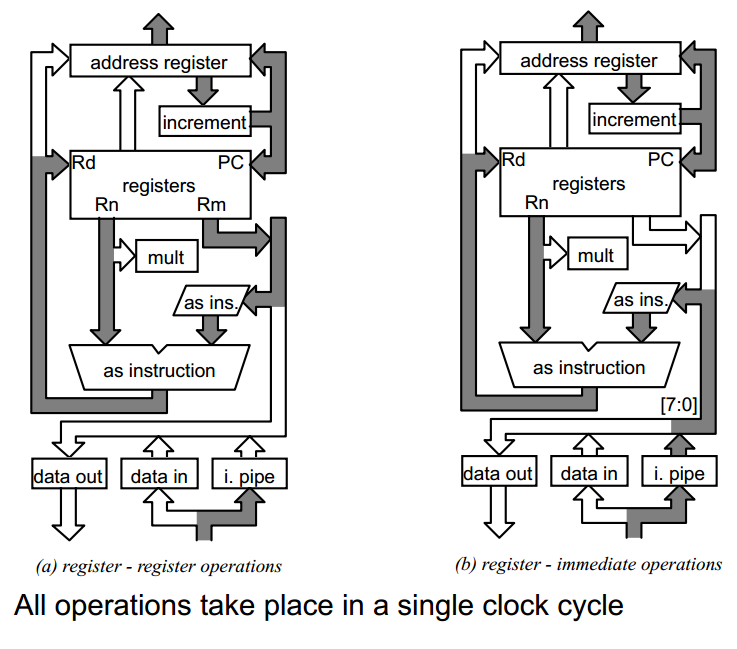 address register
increment
Rd
PC
registers
Rn
Rm
mult
as ins.
as instruction
data out
data in
i. pipe
(a) register - register operations
address register
increment
Rd
PC
registers
Rn
mult
as ins.
as instruction
[7:0]
data out
data in
i. pipe
(b) register - immediate operations
All operations take place in a single clock cycle